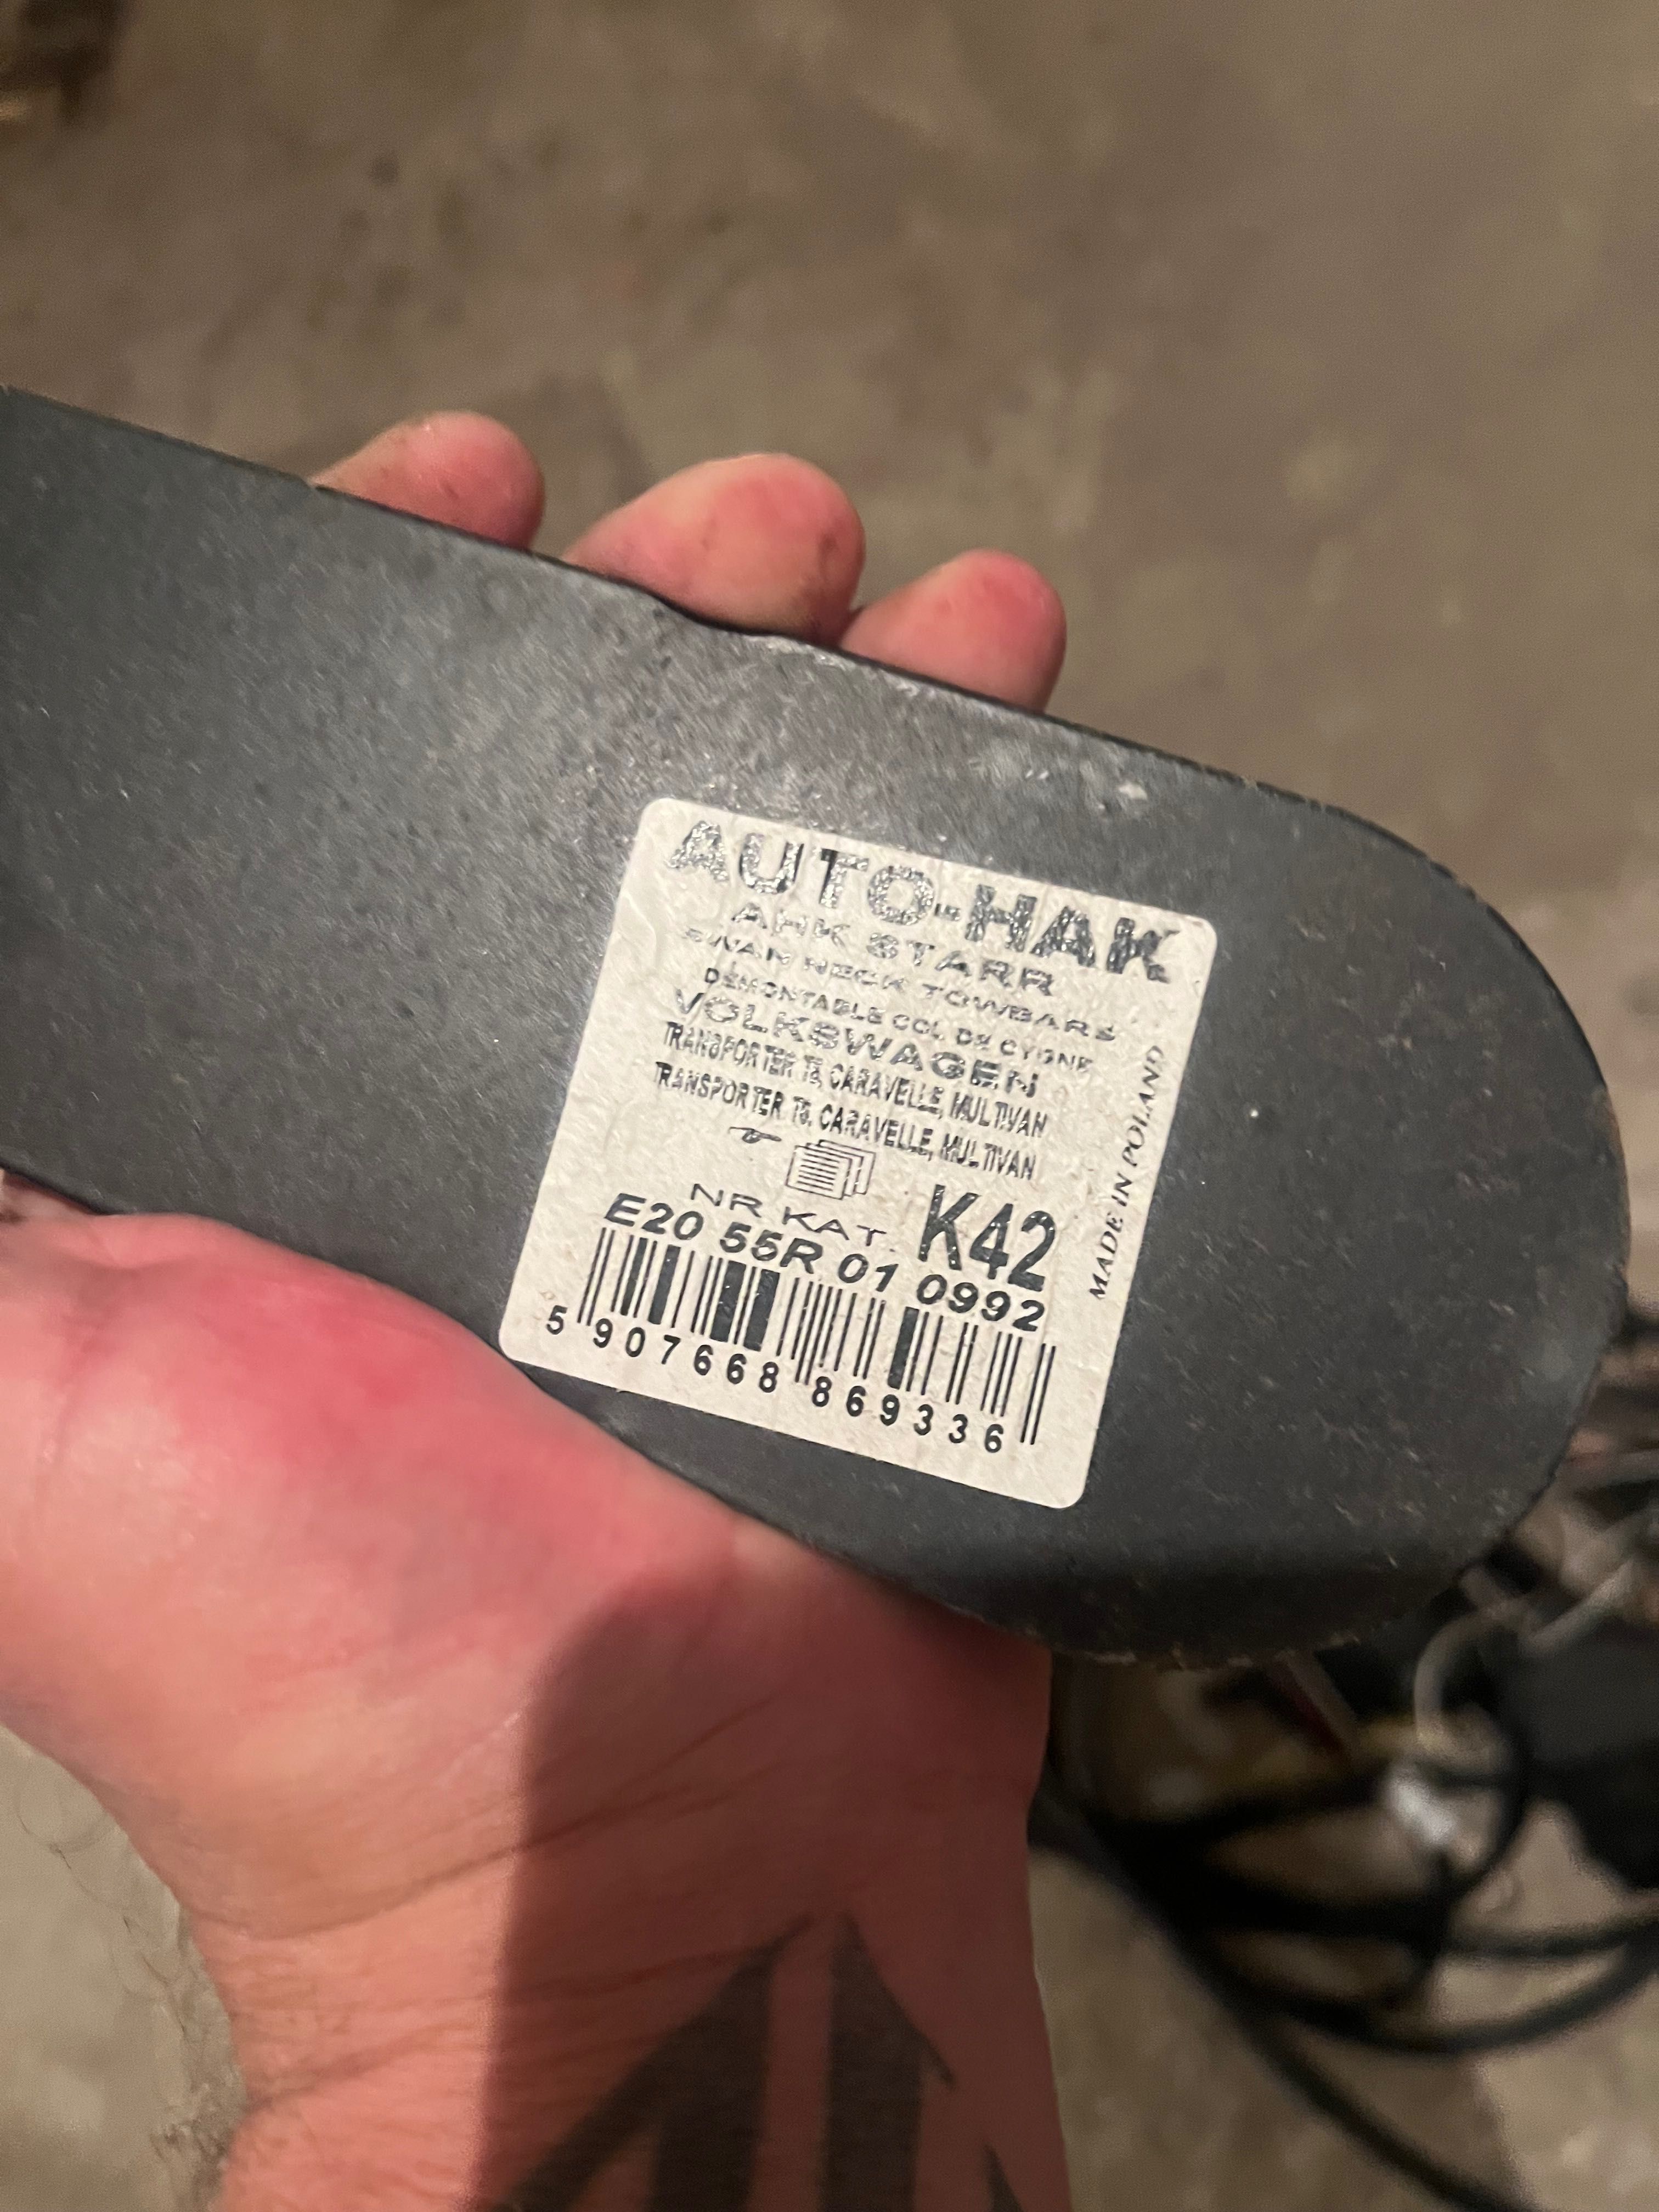 AUTO-HAK
AHK STARR
SWAN NECK TOWBARS
DÉMONTABLE COL DE CYGNE
VOLKSWAGEN
TRANSPORTER T5, CARAVELLE, MULTIVAN
TRANSPORTER T6, CARAVELLE, MULTIVAN
NR KAT. K42
E20 55R 01 0992
5 907668 869336
MADE IN POLAND